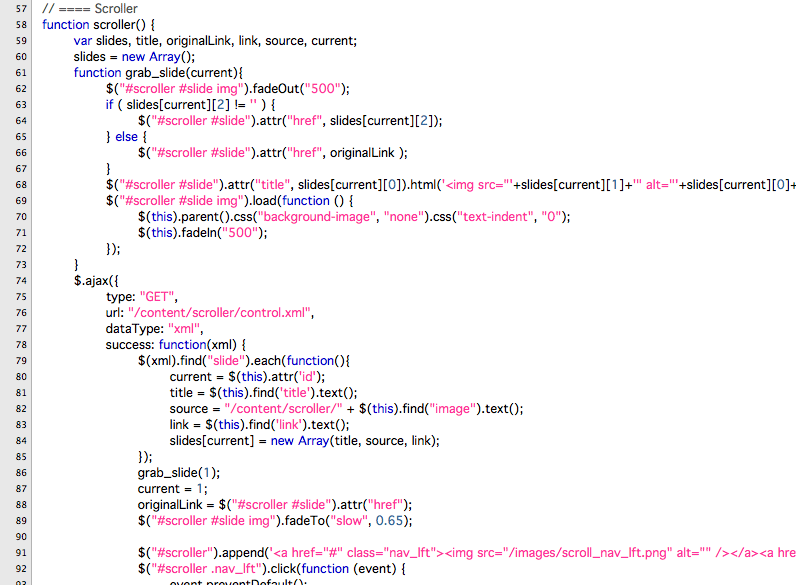 57 // ==== Scroller
58 function scroller() {
59 var slides, title, originalLink, link, source, current;
60 slides = new Array();
61 function grab_slide(current){
62 $("#scroller #slide img").fadeOut("500");
63 if ( slides[current][2] != '' ) {
64 $("#scroller #slide").attr("href", slides[current][2]);
65 } else {
66 $("#scroller #slide").attr("href", originalLink );
67 }
68 $("#scroller #slide").attr("title", slides[current][0]).html('<img src="'+slides[current][1]+'" alt="'+slides[current][0]+
69 $("#scroller #slide img").load(function () {
70 $(this).parent().css("background-image", "none").css("text-indent", "0");
71 $(this).fadeIn("500");
72 });
73 }
74 $.ajax({
75 type: "GET",
76 url: "/content/scroller/control.xml",
77 dataType: "xml",
78 success: function(xml) {
79 $(xml).find("slide").each(function(){
80 current = $(this).attr('id');
81 title = $(this).find('title').text();
82 source = "/content/scroller/" + $(this).find("image").text();
83 link = $(this).find('link').text();
84 slides[current] = new Array(title, source, link);
85 });
86 grab_slide(1);
87 current = 1;
88 originalLink = $("#scroller #slide").attr("href");
89 $("#scroller #slide img").fadeTo("slow", 0.65);
90
91 $("#scroller").append('<a href="#" class="nav_lft"><img src="/images/scroll_nav_lft.png" alt="" /></a><a hre
92 $("#scroller .nav_lft").click(function (event) {
93 event.preventDefault();